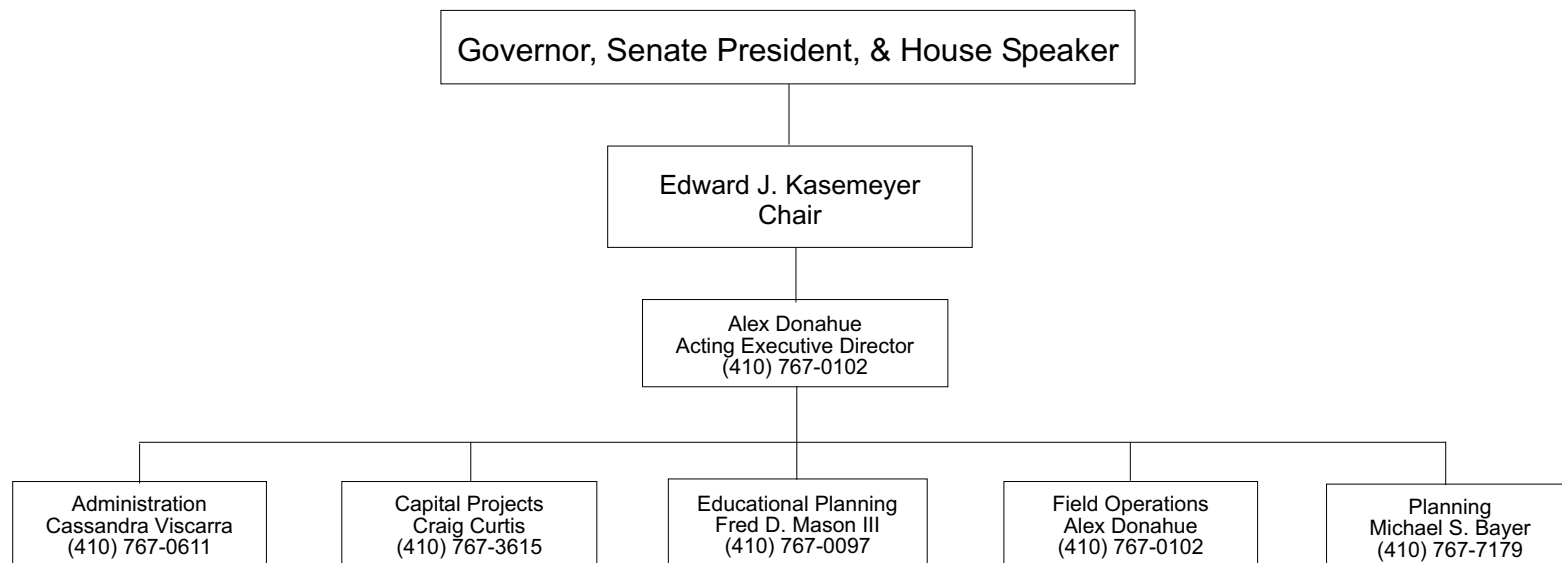 Governor, Senate President, & House Speaker
Edward J. Kasemeyer
Chair
Alex Donahue
Acting Executive Director
(410) 767-0102
Administration
Cassandra Viscarra
(410) 767-0611
Capital Projects
Craig Curtis
(410) 767-3615
Educational Planning
Fred D. Mason III
(410) 767-0097
Field Operations
Alex Donahue
(410) 767-0102
Planning
Michael S. Bayer
(410) 767-7179